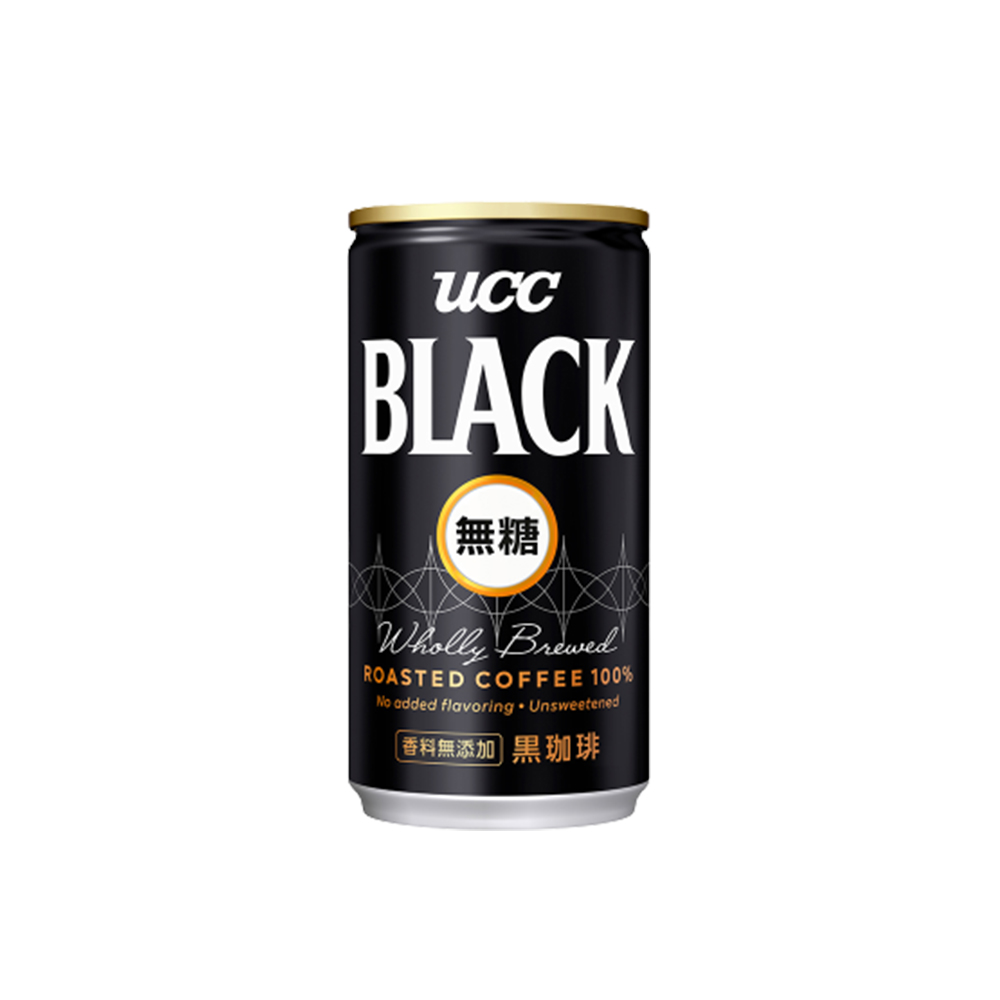 UCC
BLACK
無糖
Wholly Brewed
ROASTED COFFEE 100%
No added flavoring • Unsweetened
香料無添加 黒珈琲